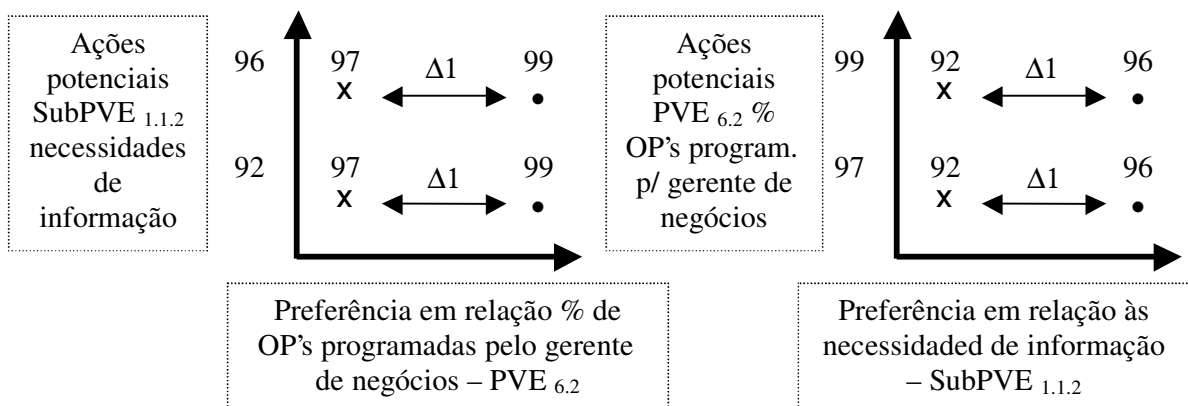 Ações
potenciais
SubPVE 1.1.2
necessidades
de
informação
96
97
x
Δ1
99
92
97
x
Δ1
99
Preferência em relação % de
OP's programadas pelo gerente
de negócios – PVE 6.2
Ações
potenciais
PVE 6.2 %
OP's program.
p/ gerente de
negócios
99
92
x
Δ1
96
97
92
x
Δ1
96
Preferência em relação às
necessidaded de informação
– SubPVE 1.1.2